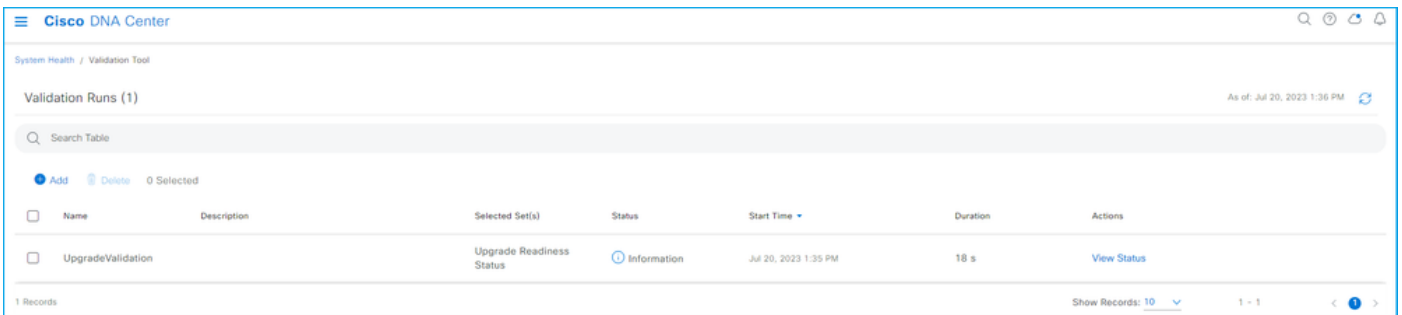 Cisco DNA Center
System Health / Validation Tool
Validation Runs (1)
As of: Jul 20, 2023 1:36 PM
Search Table
Add Delete 0 Selected
Name Description Selected Set(s) Status Start Time Duration Actions
UpgradeValidation Upgrade Readiness Status Information Jul 20, 2023 1:35 PM 18 s View Status
1 Records Show Records: 10 1 - 1 < 1 >